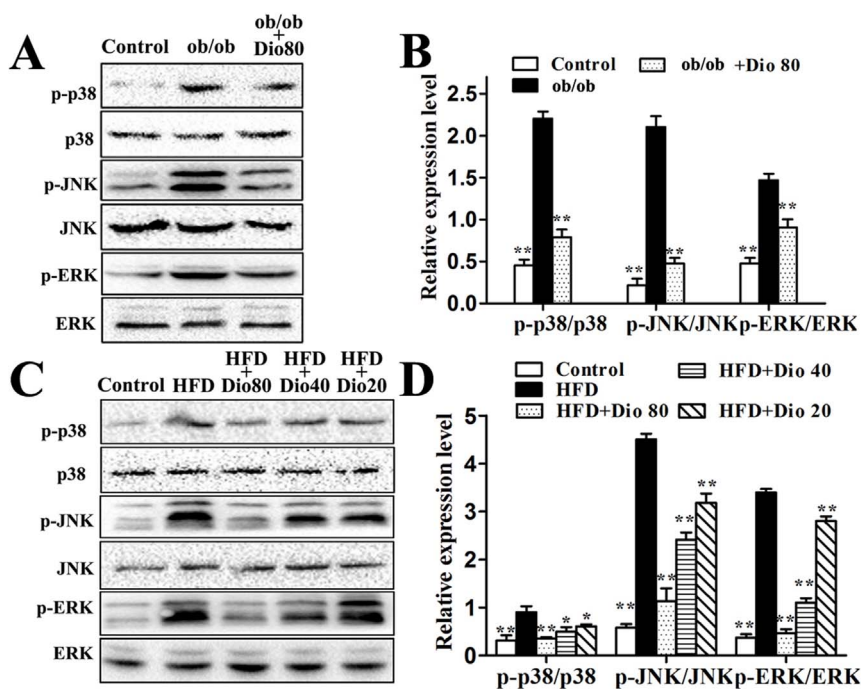 A
Control ob/ob ob/ob
+
Dio80
p-p38
p38
p-JNK
JNK
p-ERK
ERK
B
Control ob/ob +Dio 80
ob/ob
Relative expression level
2.5
2.0
1.5
1.0
0.5
0.0
** ** ** ** ** **
p-p38/p38 p-JNK/JNK p-ERK/ERK
C
Control HFD HFD HFD HFD
+ + +
Dio80 Dio40 Dio20
p-p38
p38
p-JNK
JNK
p-ERK
ERK
D
Control HFD+Dio 40
HFD
HFD+Dio 80 HFD+Dio 20
Relative expression level
5
4
3
2
1
0
** ** * * ** ** ** ** ** ** ** **
p-p38/p38 p-JNK/JNK p-ERK/ERK